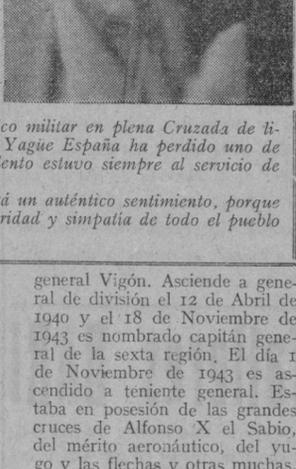 co militar en plena Cruzada de li-
Yagüe España ha perdido uno de
ento estuvo siempre al servicio de
á un auténtico sentimiento, porque
ridad y simpatía de todo el pueblo
general Vigón. Asciende a gene-
ral de división el 12 de Abril de
1940 y el 18 de Noviembre de
1943 es nombrado capitán gene-
ral de la sexta región. El día 1
de Noviembre de 1943 es as-
cendido a teniente general. Es-
taba en posesión de las grandes
cruces de Alfonso X el Sabio,
del mérito aeronáutico, del yu-
go y las flechas y otras muchas.